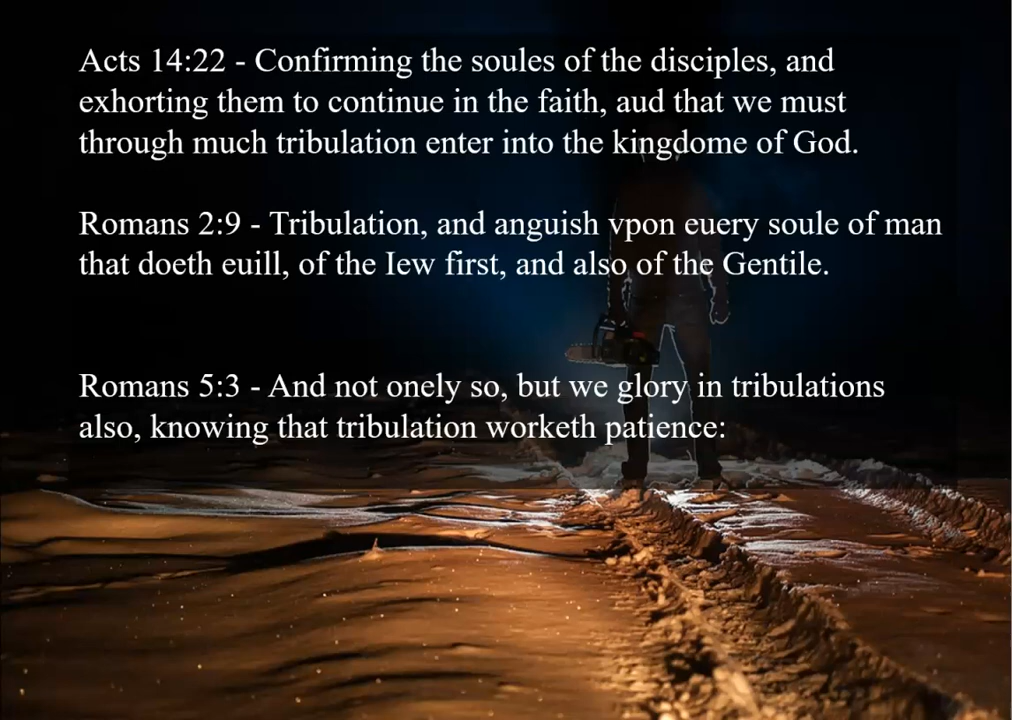 Acts 14:22 - Confirming the soules of the disciples, and
exhorting them to continue in the faith, aud that we must
through much tribulation enter into the kingdome of God.
Romans 2:9 - Tribulation, and anguish vpon euery soule of man
that doeth euill, of the Iew first, and also of the Gentile.
Romans 5:3 - And not onely so, but we glory in tribulations
also, knowing that tribulation worketh patience: